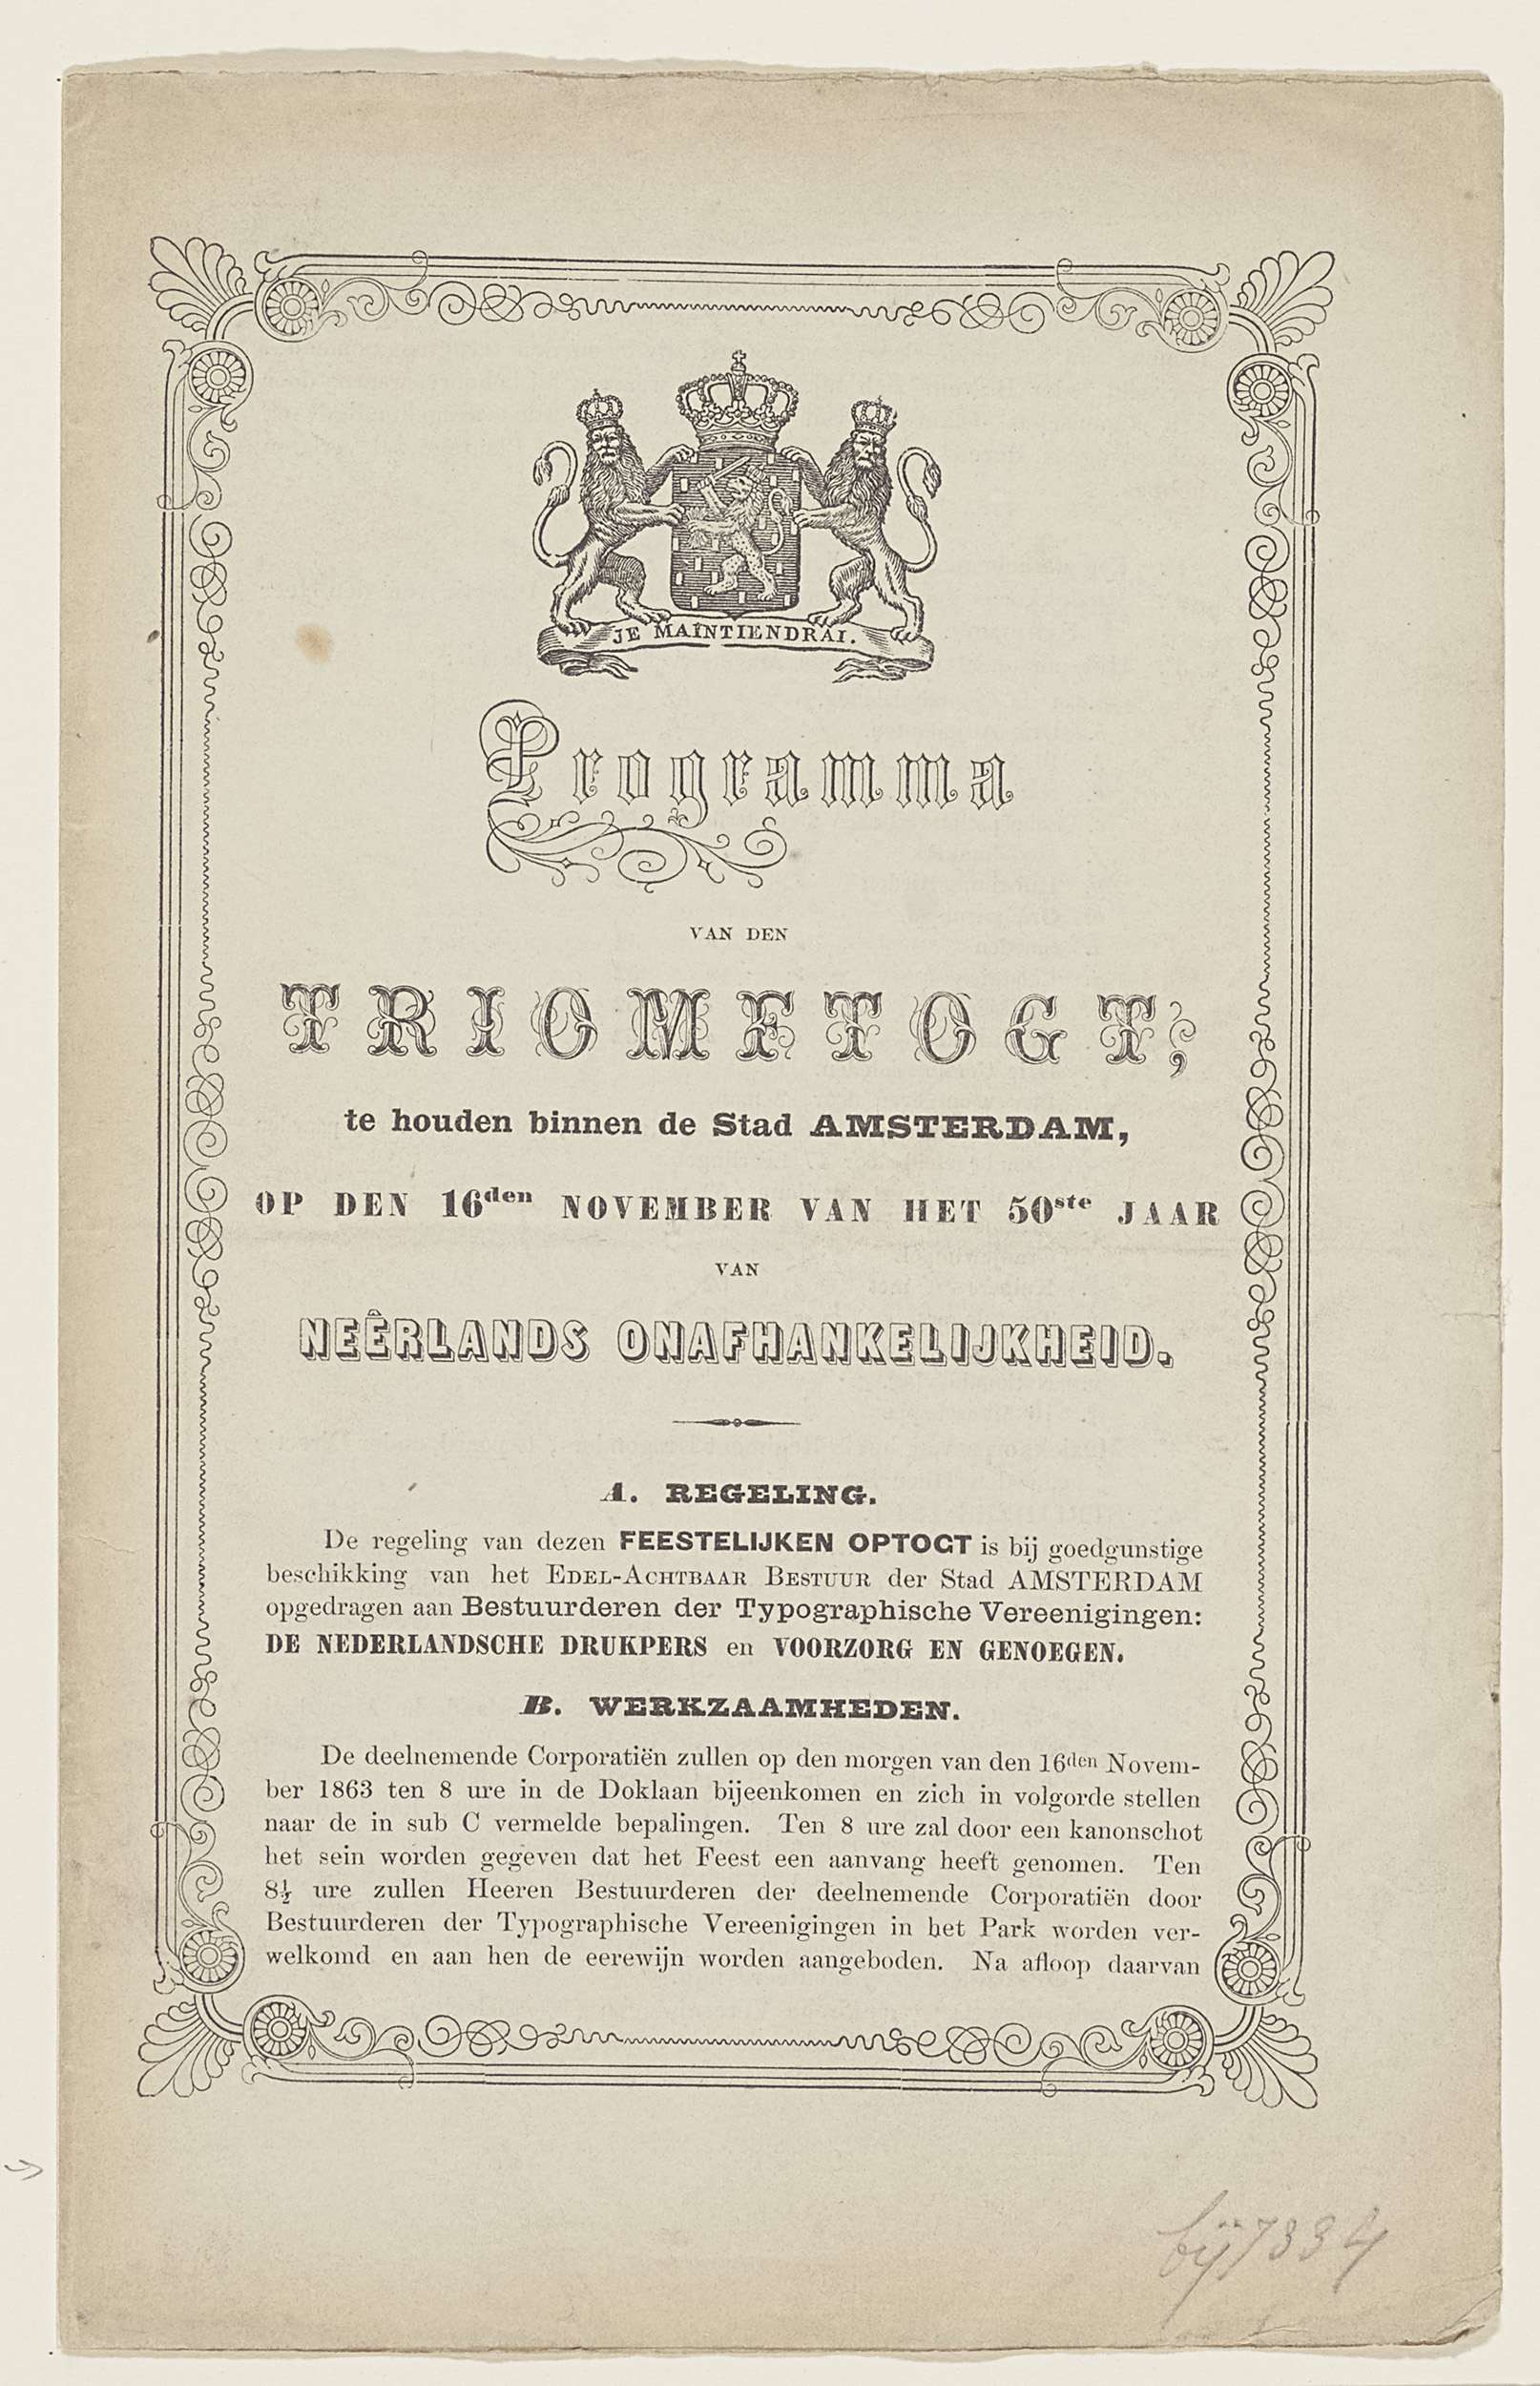 JE MAINTIENDRAI.
Programma
VAN DEN
TRIOMFTOGT,
te houden binnen de Stad AMSTERDAM,
OP DEN 16den NOVEMBER VAN HET 50ste JAAR
VAN
NEÊRLANDS ONAFHANKELIJKHEID.
A. REGELING.
De regeling van dezen FEESTELIJKEN OPTOGT is bij goedgunstige
beschikking van het EDEL-ACHTBAAR BESTUUR der Stad AMSTERDAM
opgedragen aan Bestuurderen der Typographische Vereenigingen:
DE NEDERLANDSCHE DRUKPERS en VOORZORG EN GENOEGEN.
B. WERKZAAMHEDEN.
De deelnemende Corporatiën zullen op den morgen van den 16den Novem-
ber 1863 ten 8 ure in de Doklaan bijeenkomen en zich in volgorde stellen
naar de in sub C vermelde bepalingen. Ten 8 ure zal door een kanonschot
het sein worden gegeven dat het Feest een aanvang heeft genomen. Ten
8½ ure zullen Heeren Bestuurderen der deelnemende Corporatiën door
Bestuurderen der Typographische Vereenigingen in het Park worden ver-
welkomd en aan hen de eerewijn worden aangeboden. Na afloop daarvan
bij 7334